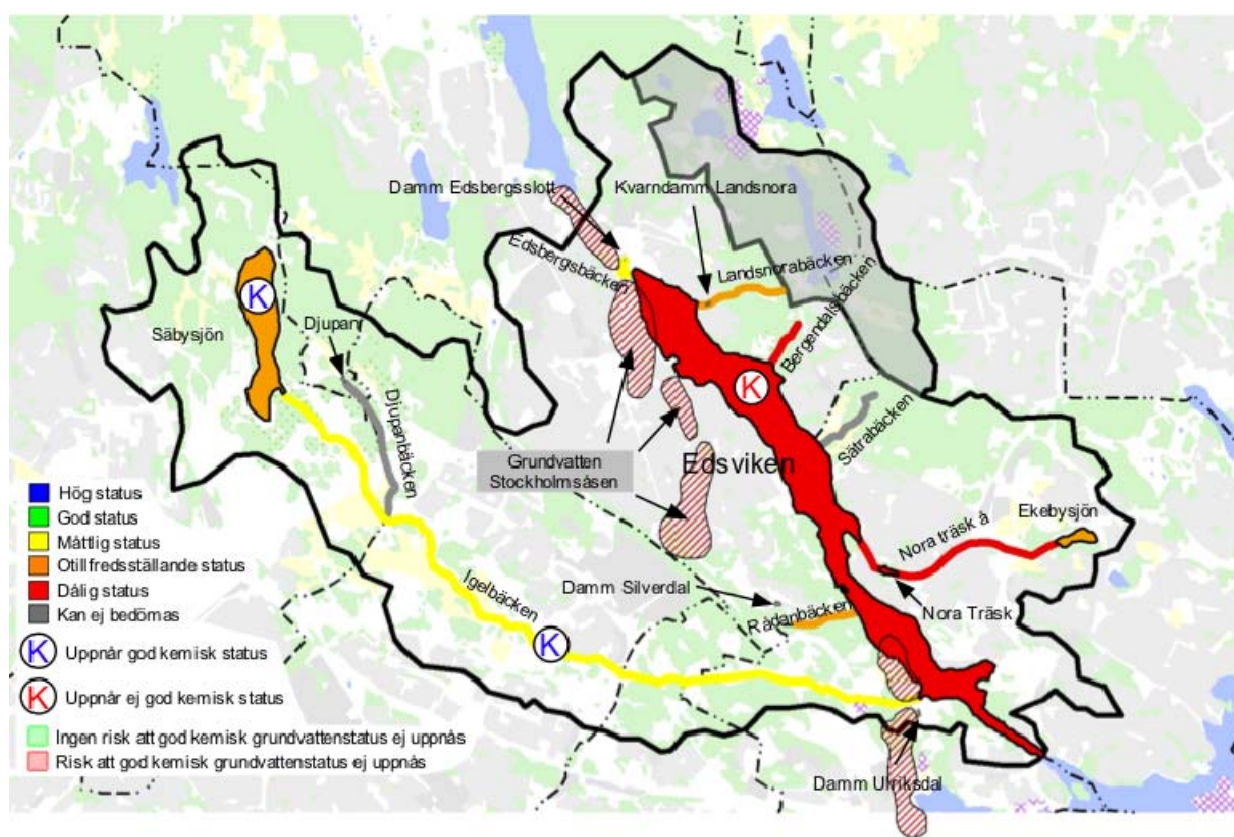 Damm Edsbergsslott
Kvarndamm Landsnora
Edsbergsbäcken
Landsnorabäcken
Bergendalsbäcken
Säbysjön
Djupan
Djupanbäcken
Sätrabäcken
Grundvatten
Stockholmsåsen
Edsviken
Ekebysjön
Nora träsk å
Igelbäcken
Damm Silverdal
Rådanbäcken
Nora Träsk
Damm Ulriksdal
Hög status
God status
Måttlig status
Otillfredsställande status
Dålig status
Kan ej bedömas
K Uppnår god kemisk status
K Uppnår ej god kemisk status
Ingen risk att god kemisk grundvattenstatus ej uppnås
Risk att god kemisk grundvattenstatus ej uppnås
K
K
K